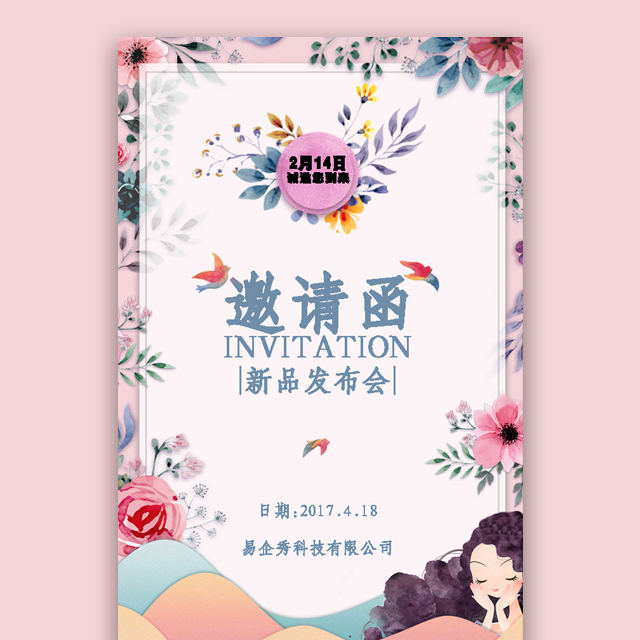 2月14日
诚邀您到来
邀请函
INVITATION
|新品发布会|
日期:2017.4.18
易企秀科技有限公司